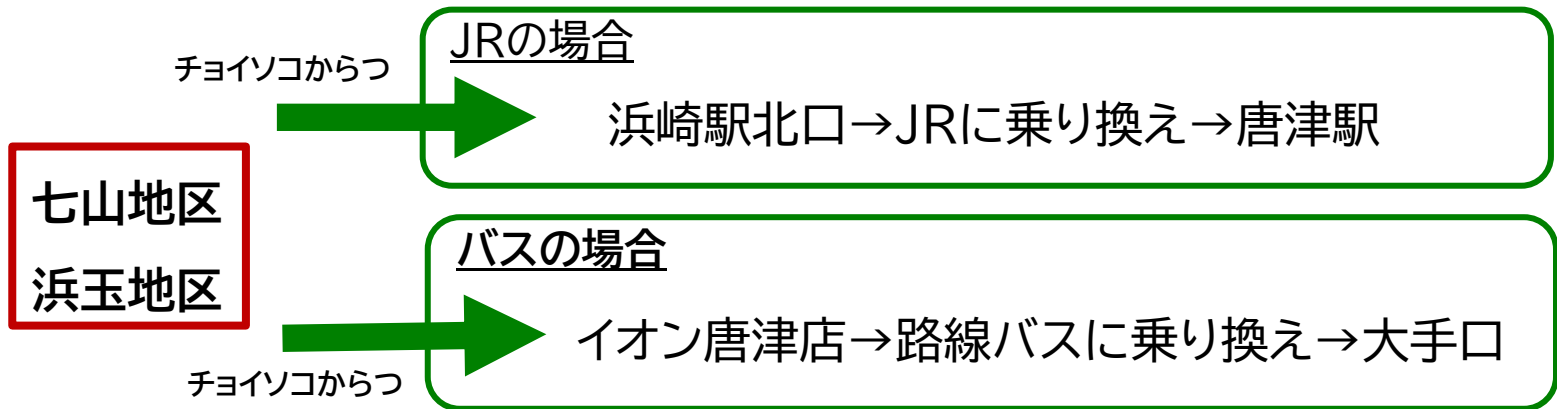 チョイソコからつ
JRの場合
浜崎駅北口→JRに乗り換え→唐津駅
七山地区
浜玉地区
バスの場合
イオン唐津店→路線バスに乗り換え→大手口
チョイソコからつ